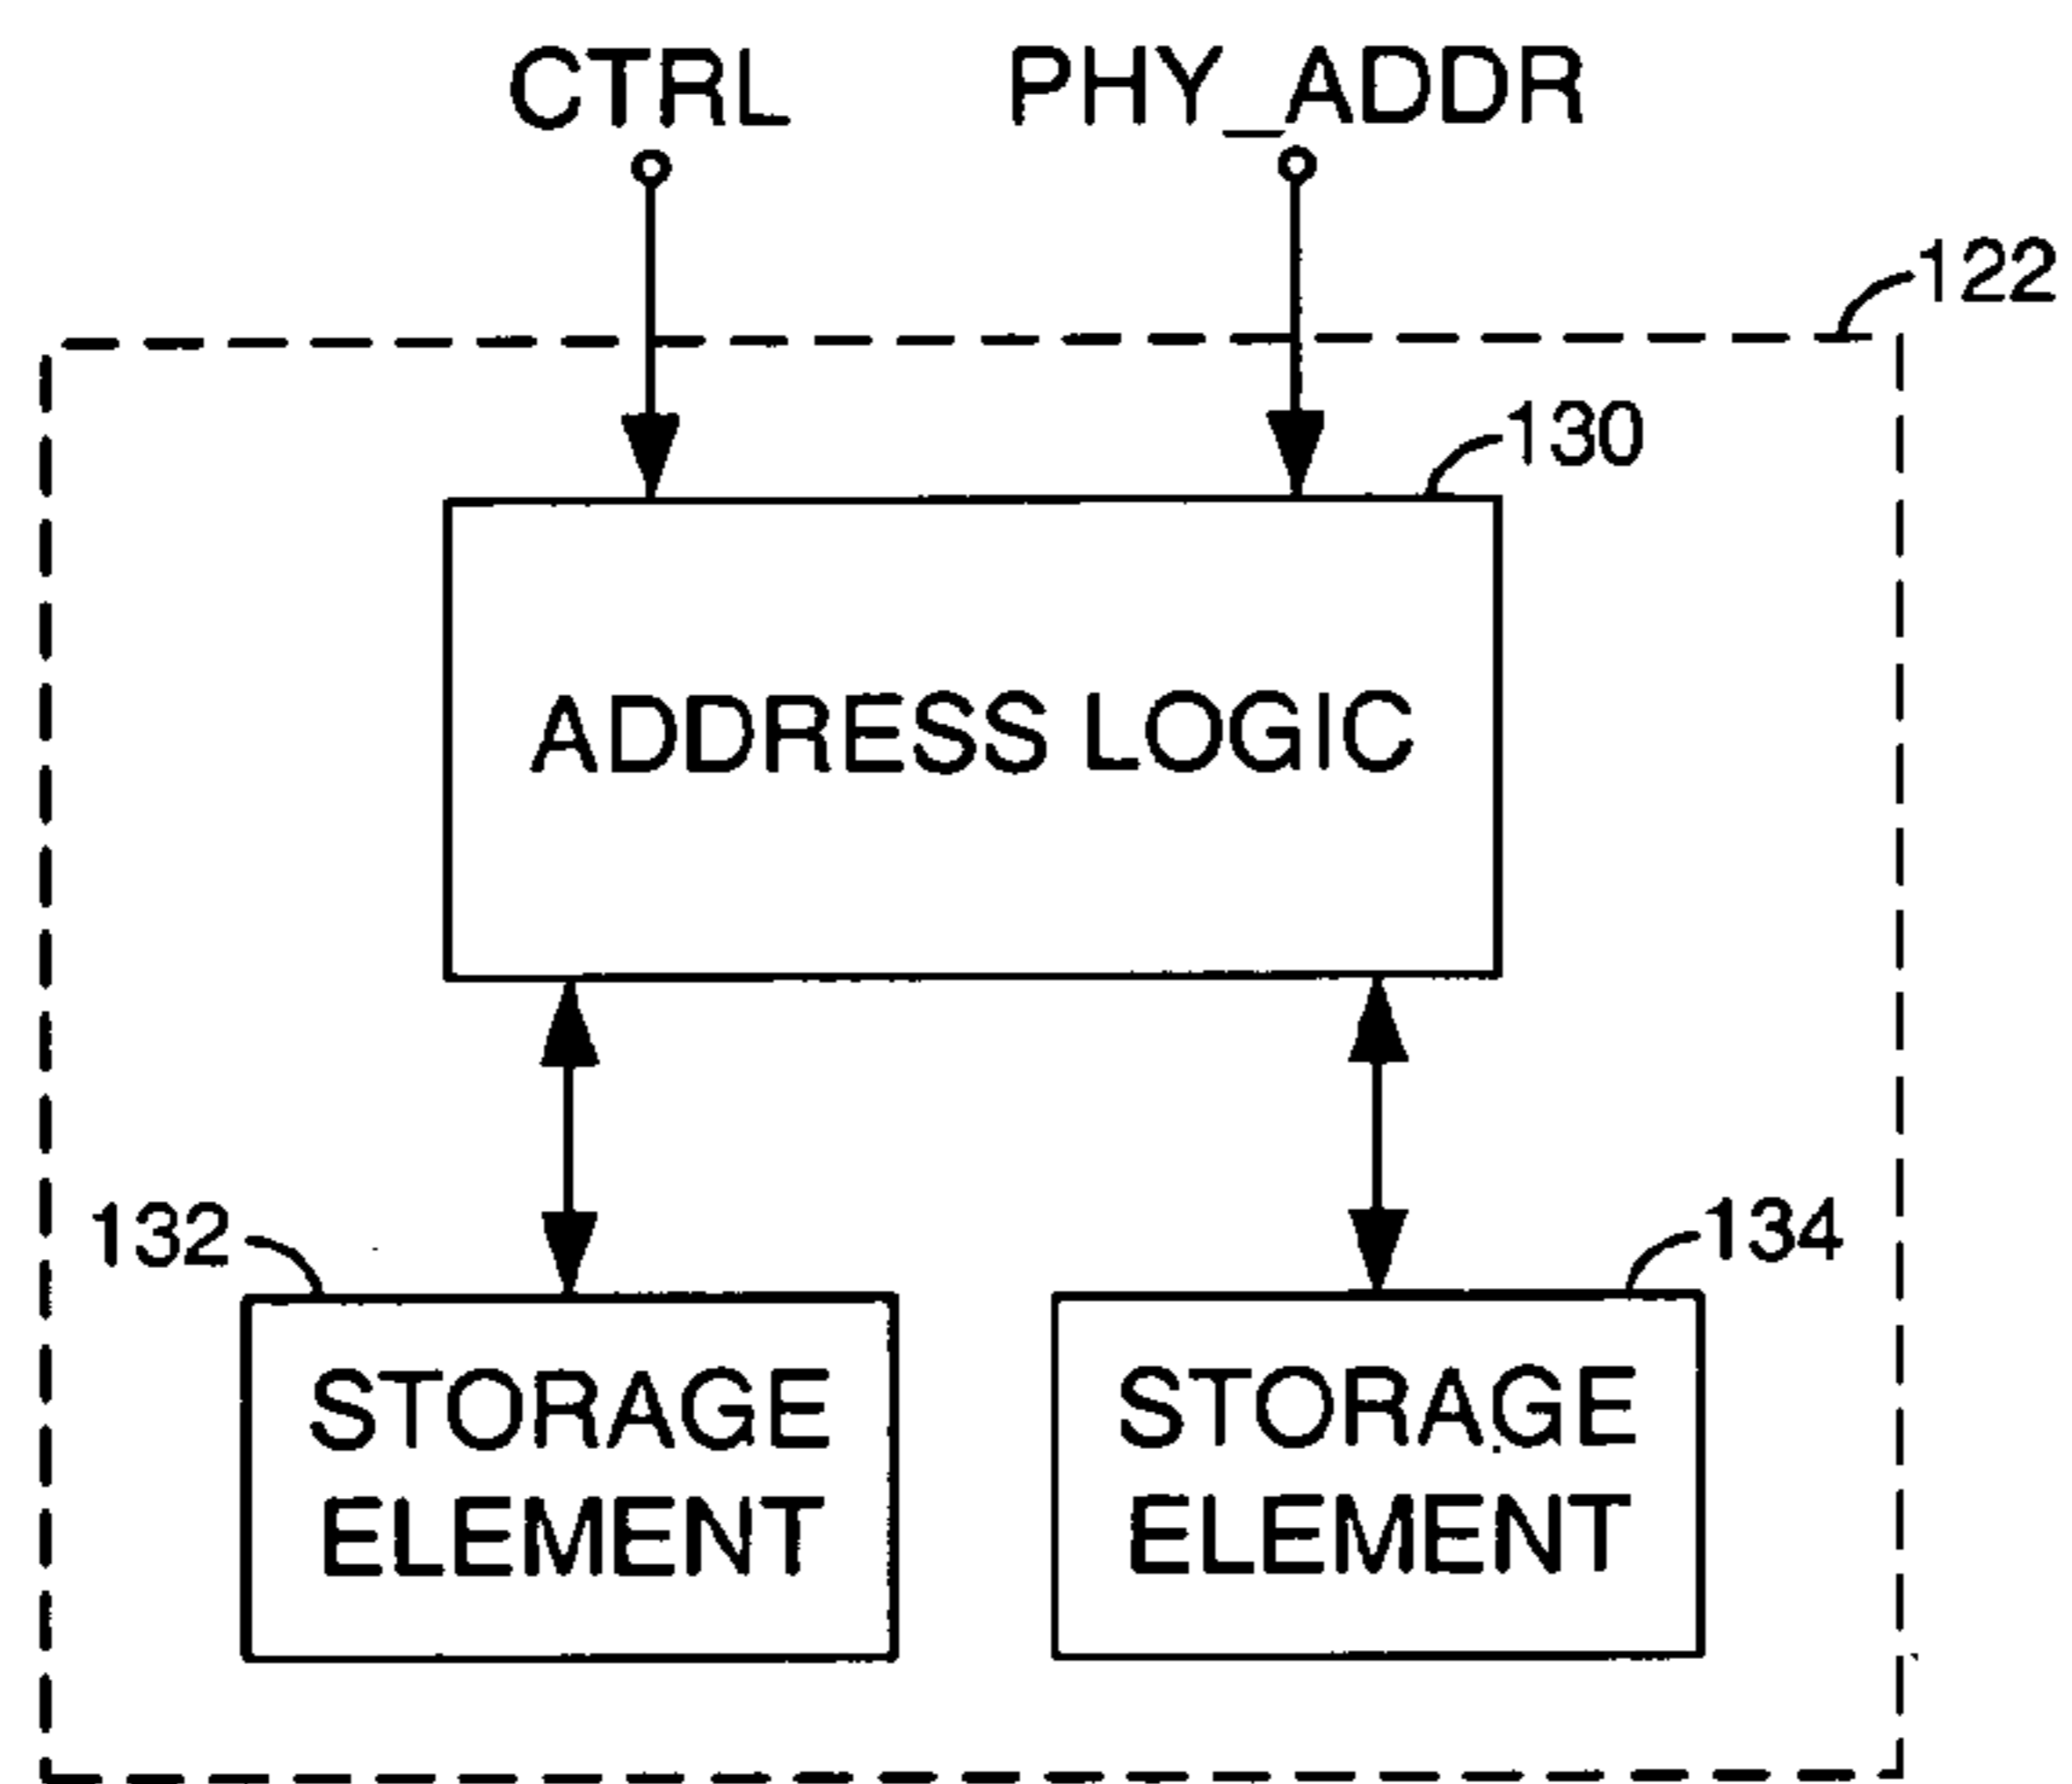 CTRL PHY_ADDR
122
130
ADDRESS LOGIC
132 134
STORAGE STORAGE
ELEMENT ELEMENT